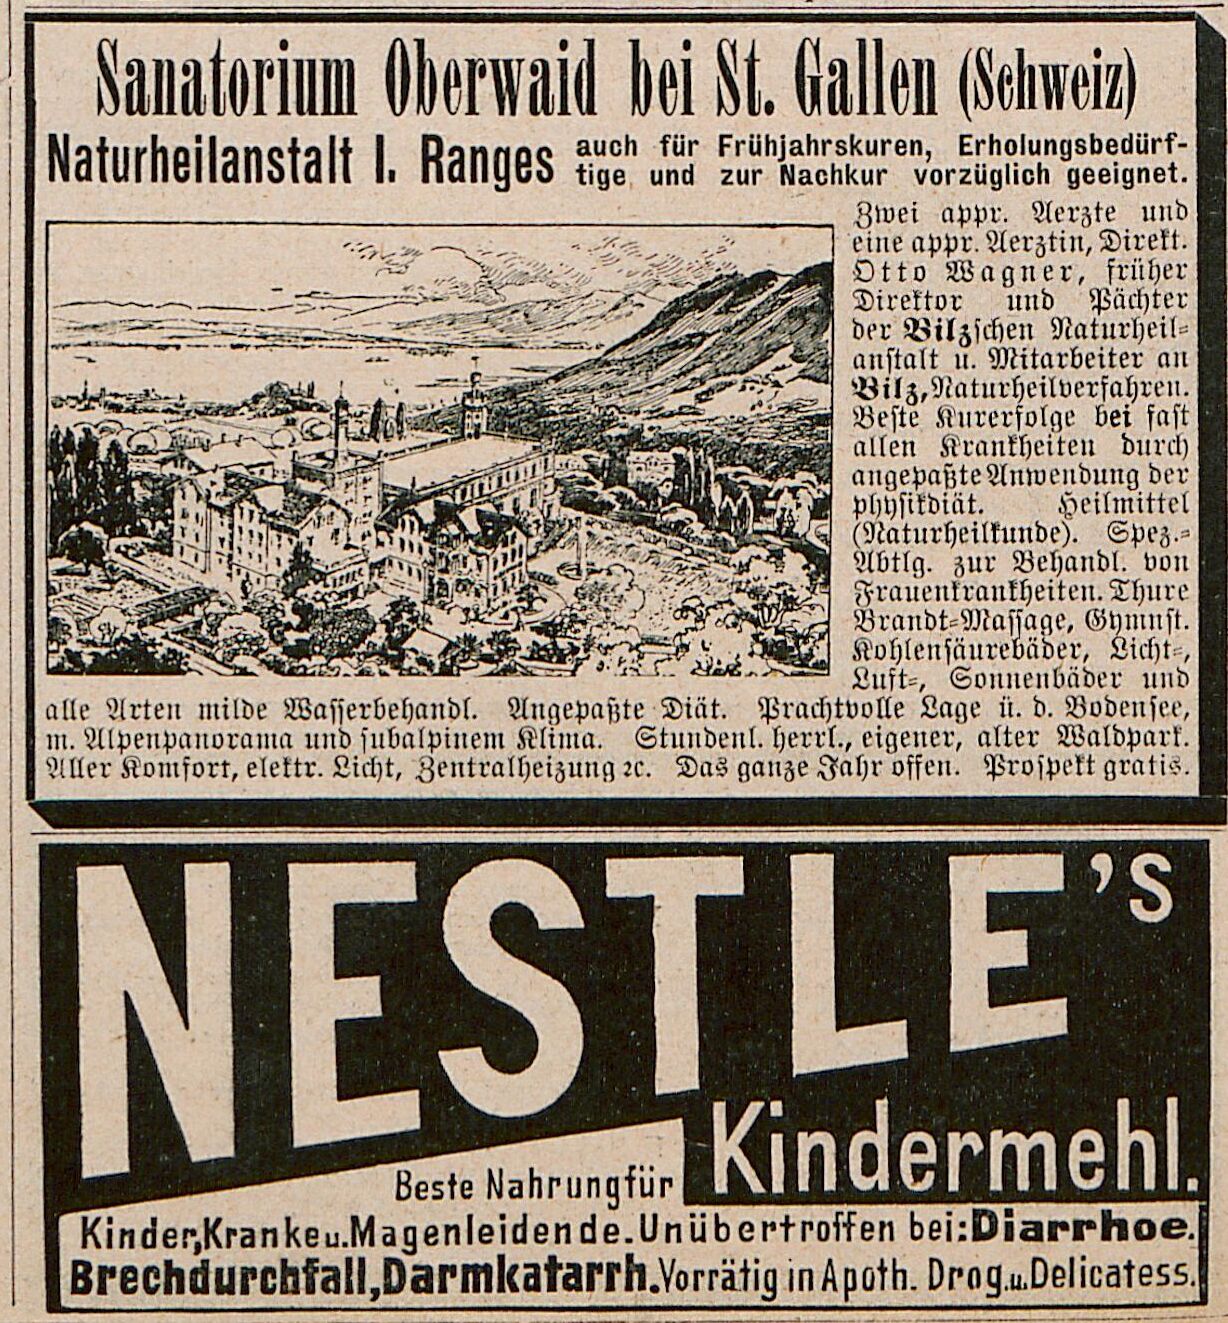 Sanatorium Oberwaid bei St. Gallen (Schweiz)
Naturheilanstalt I. Ranges
auch für Frühjahrskuren, Erholungsbedürf-
tige und zur Nachkur vorzüglich geeignet.
Zwei appr. Aerzte und
eine appr. Aerztin, Direkt.
Otto Wagner, früher
Direktor und Pächter
der Bilzschen Naturheil-
anstalt u. Mitarbeiter an
Bilz, Naturheilverfahren.
Beste Kurerfolge bei fast
allen Krankheiten durch
angepaßte Anwendung der
physikdiät. Heilmittel
(Naturheilkunde). Spez.-
Abtlg. zur Behandl. von
Frauenkrankheiten. Thure
Brandt-Massage, Gymnst.
Kohlensäurebäder, Licht-,
Luft-, Sonnenbäder und
alle Arten milde Wasserbehandl. Angepaßte Diät. Prachtvolle Lage ü. d. Bodensee,
m. Alpenpanorama und subalpinem Klima. Stundenl. herrl., eigener, alter Waldpark.
Aller Komfort, elektr. Licht, Zentralheizung ꝛc. Das ganze Jahr offen. Prospekt gratis.
NESTLE's
Kindermehl.
Beste Nahrung für
Kinder, Kranke u. Magenleidende. Unübertroffen bei: Diarrhoe.
Brechdurchfall, Darmkatarrh. Vorrätig in Apoth. Drog. u. Delicatess.